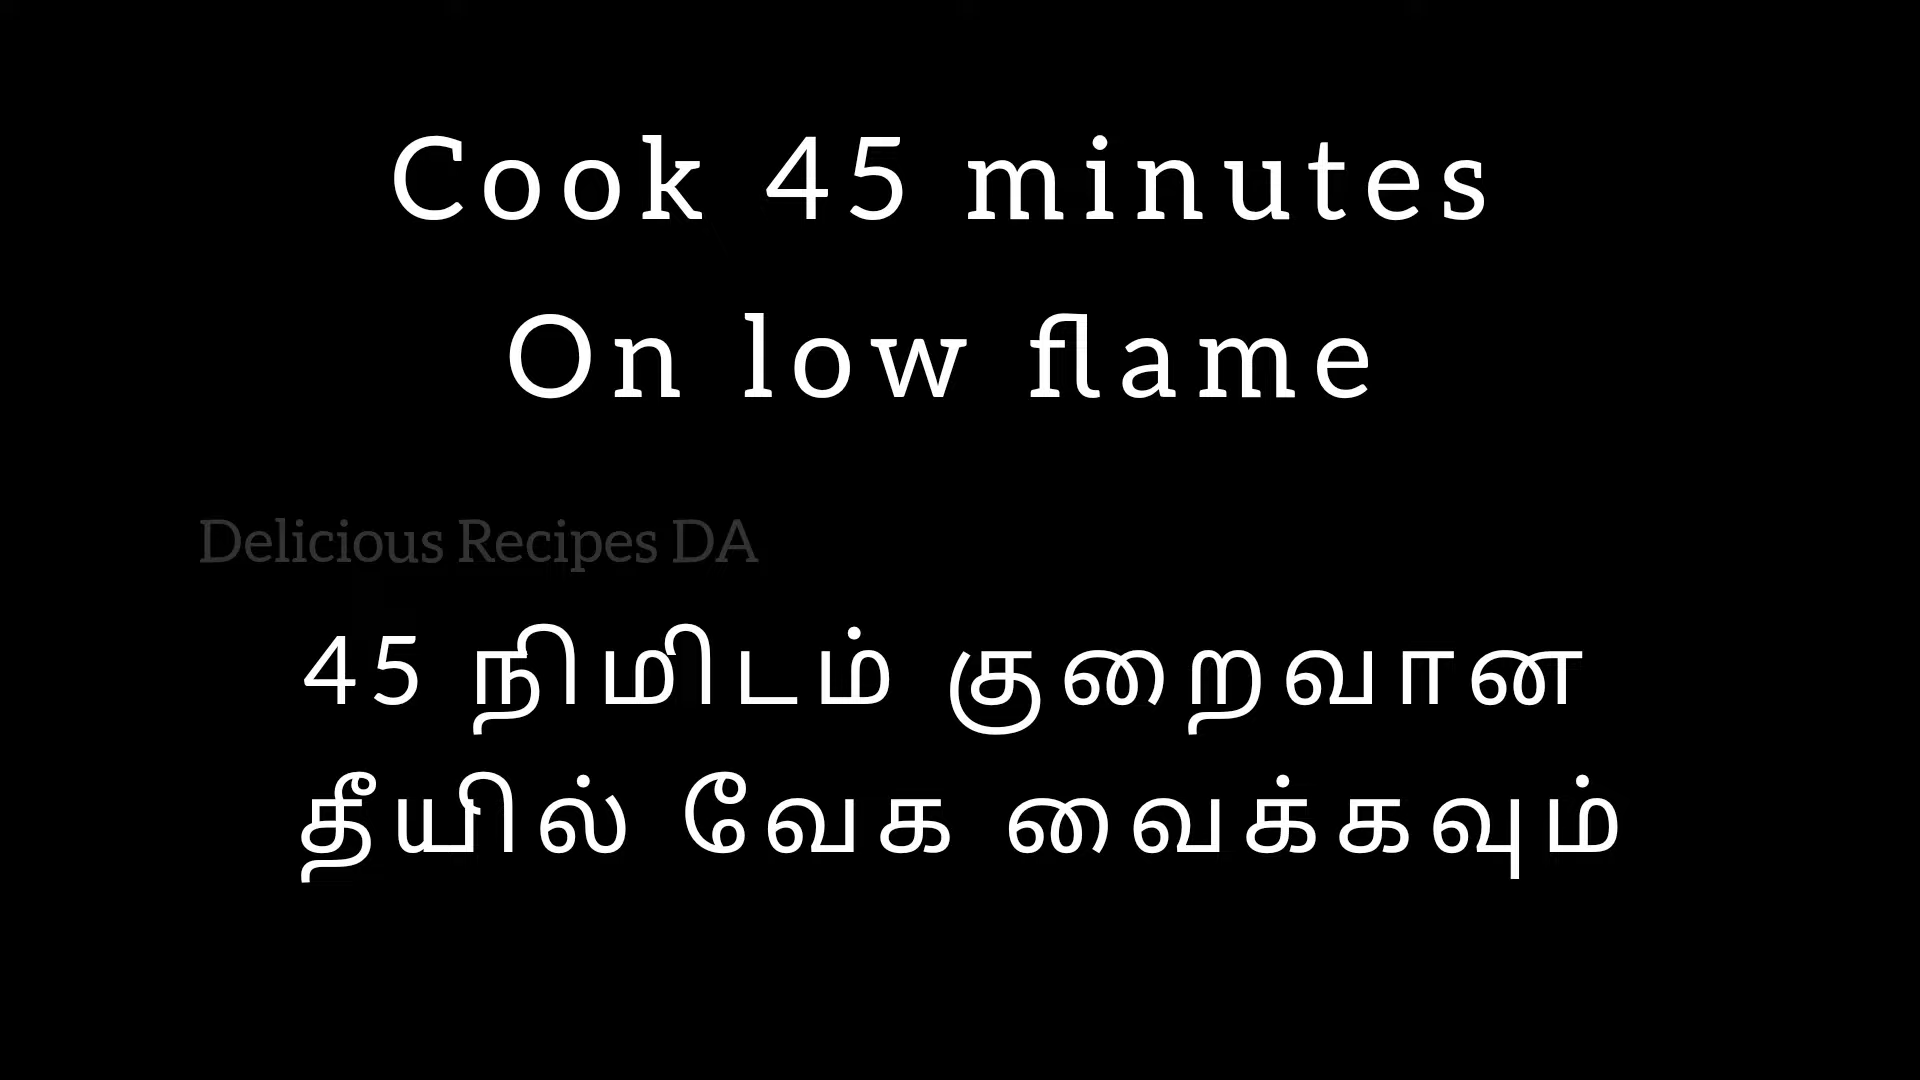 Cook 45 minutes
On low flame
Delicious Recipes DA
45 நிமிடம் குறைவான
தீயில் வேக வைக்கவும்